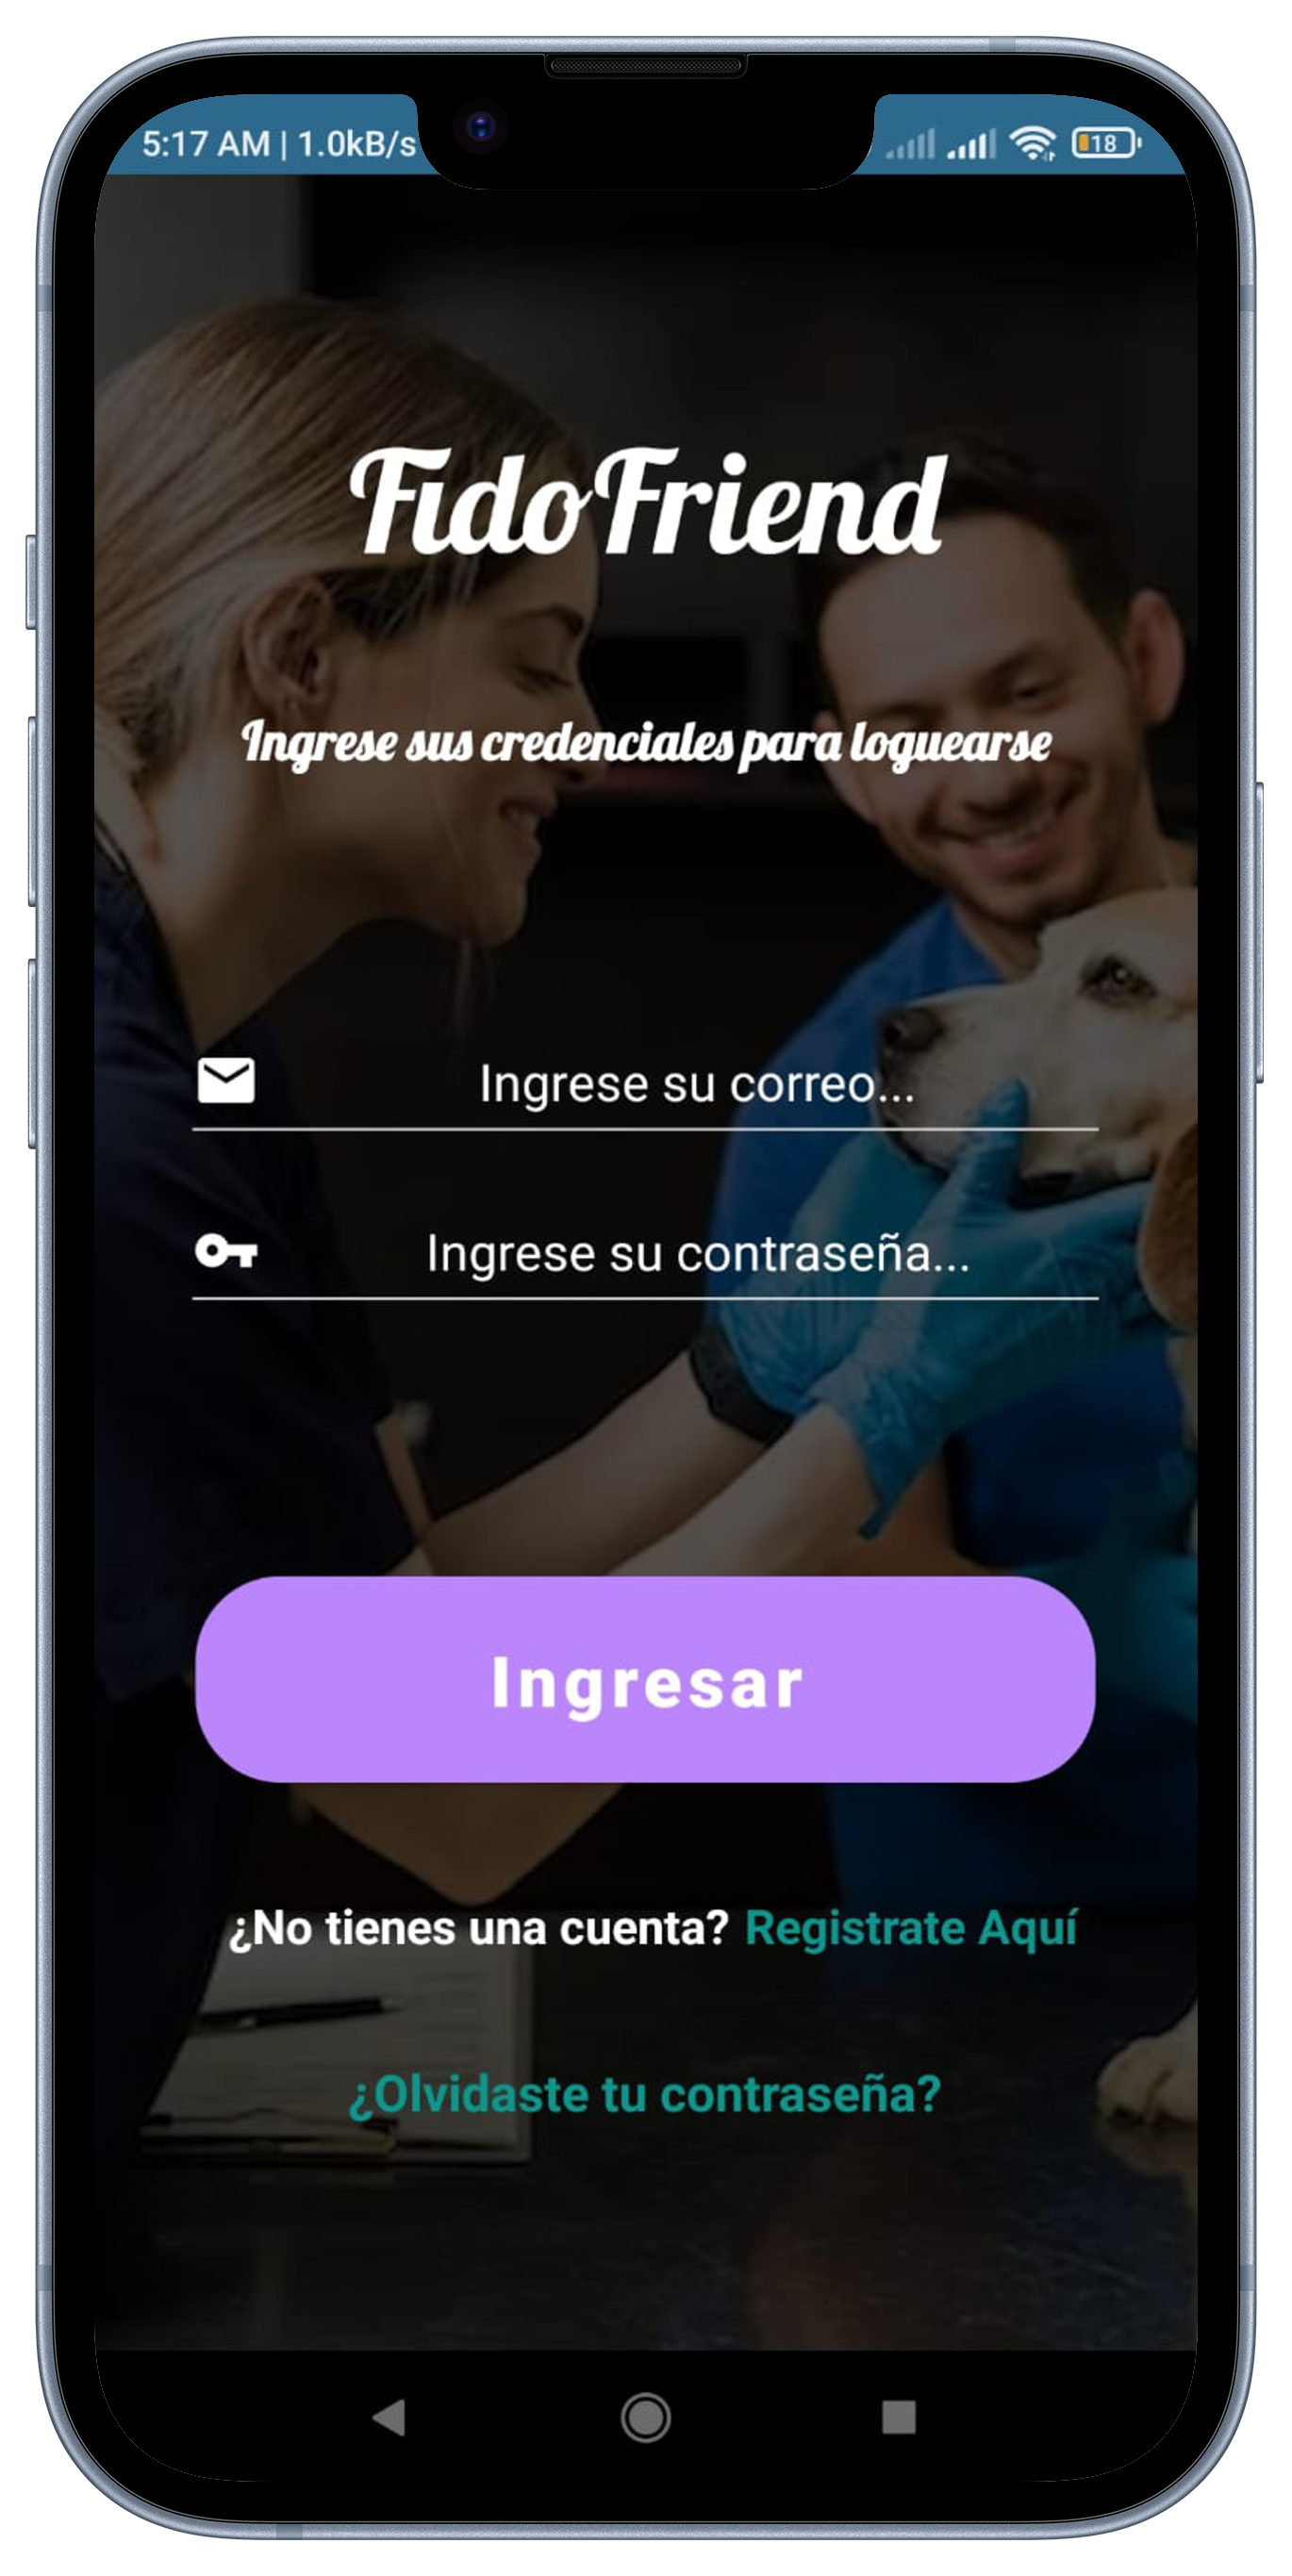 5:17 AM | 1.0kB/s
18
FidoFriend
Ingrese sus credenciales para loguearse
Ingrese su correo...
Ingrese su contraseña...
Ingresar
¿No tienes una cuenta? Registrate Aquí
¿Olvidaste tu contraseña?